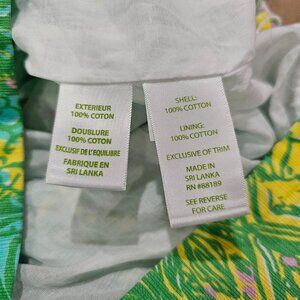 EXTERIEUR
100% COTON
DOUBLURE
100% COTON
EXCLUSIF DE L'EQUILIBRE
FABRIQUE EN
SRI LANKA
SHELL:
100% COTTON
LINING:
100% COTTON
EXCLUSIVE OF TRIM
MADE IN
SRI LANKA
RN #88189
SEE REVERSE
FOR CARE